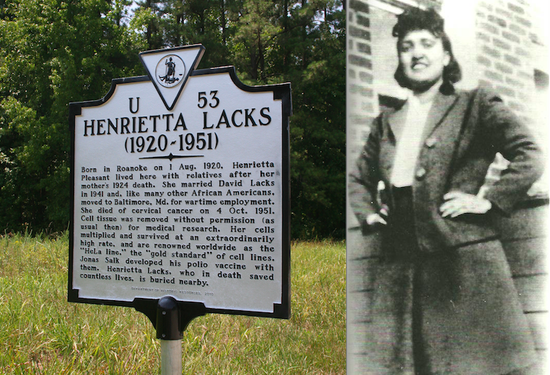 U 53
HENRIETTA LACKS
(1920-1951)
Born in Roanoke on 1 Aug. 1920, Henrietta
Pleasant lived here with relatives after her
mother's 1924 death. She married David Lacks
in 1941 and, like many other African Americans,
moved to Baltimore, Md. for wartime employment.
She died of cervical cancer on 4 Oct. 1951.
Cell tissue was removed without permission (as
usual then) for medical research. Her cells
multiplied and survived at an extraordinarily
high rate, and are renowned worldwide as the
"HeLa line," the "gold standard" of cell lines.
Jonas Salk developed his polio vaccine with
them. Henrietta Lacks, who in death saved
countless lives, is buried nearby.
DEPARTMENT OF HISTORIC RESOURCES,